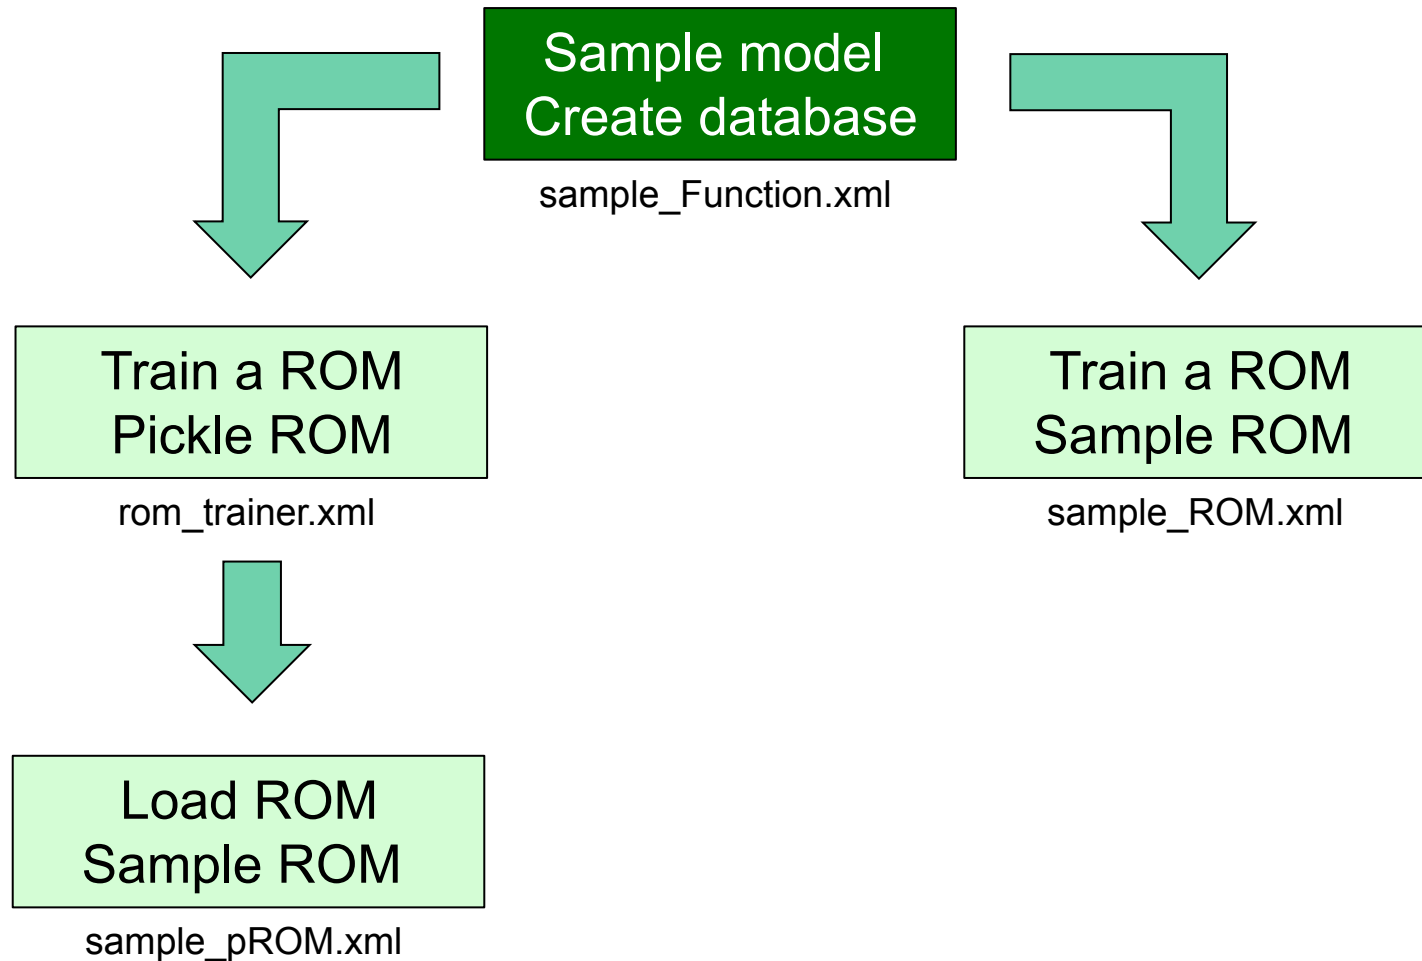 Sample model
Create database
sample_Function.xml
Train a ROM
Pickle ROM
rom_trainer.xml
Train a ROM
Sample ROM
sample_ROM.xml
Load ROM
Sample ROM
sample_pROM.xml